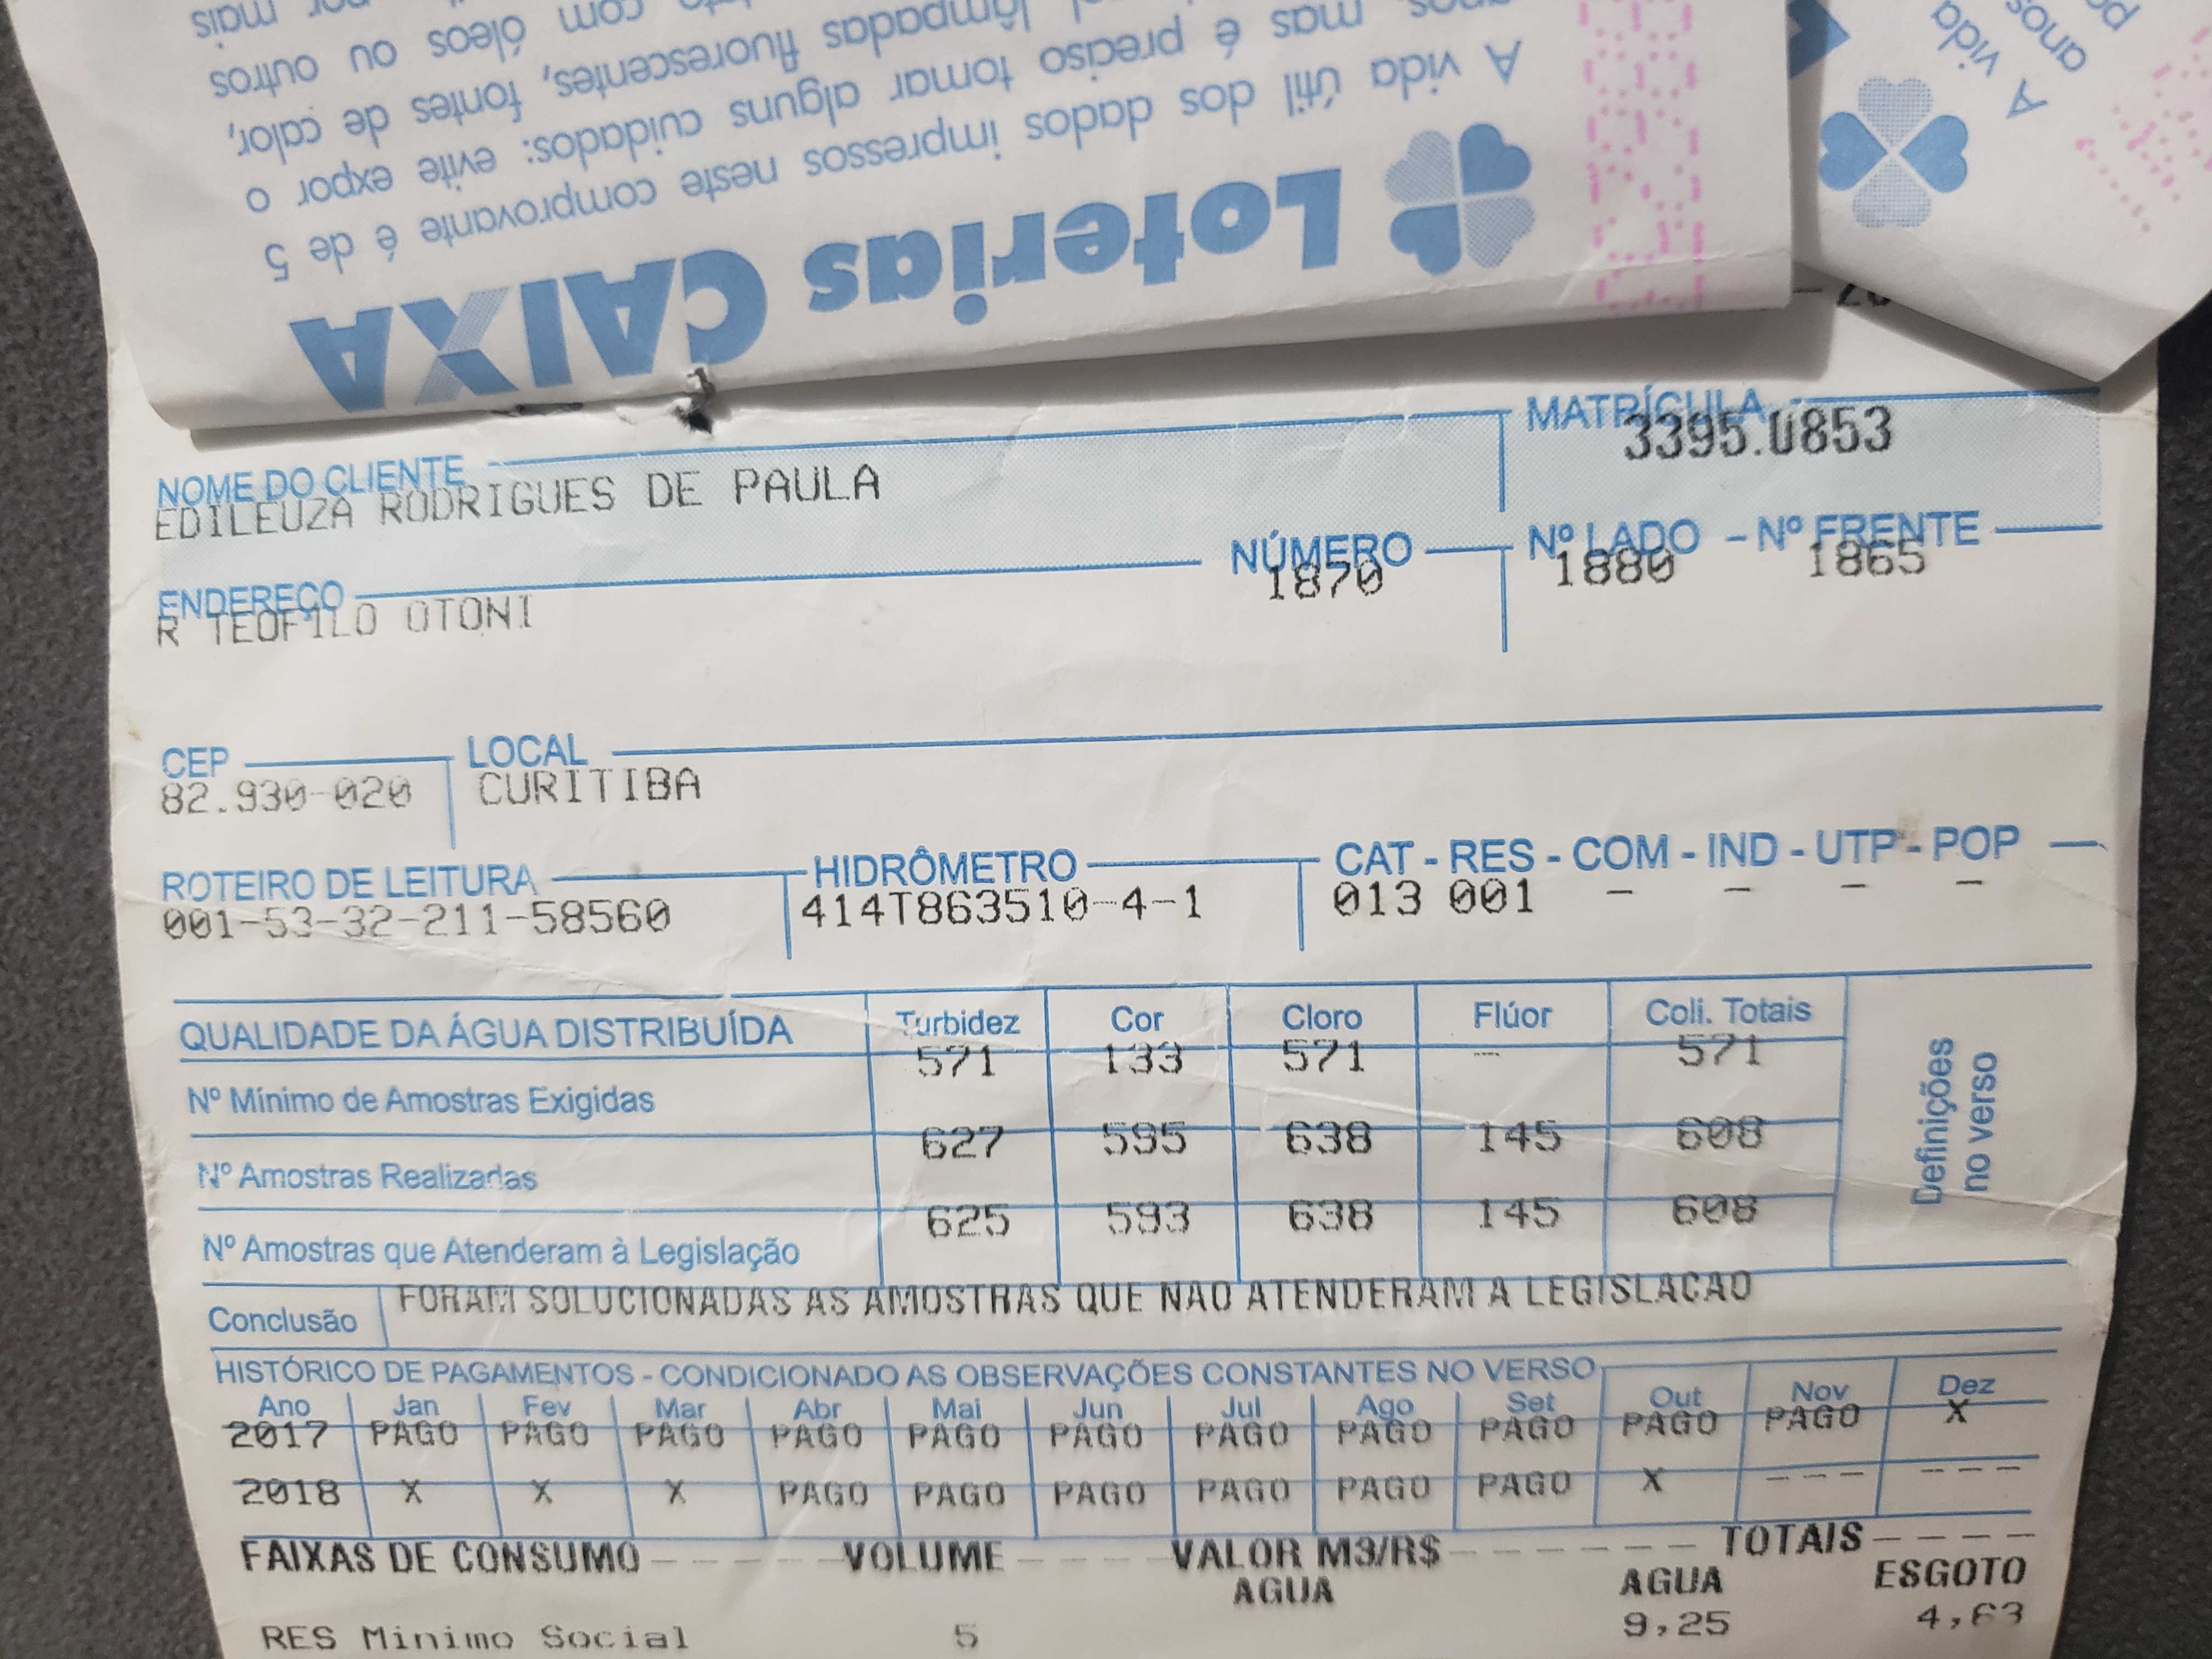 mais
com óleos ou outros
lâmpadas fluorescentes, fontes de calor,
mas é preciso tomar alguns cuidados: evite expor o
A vida útil dos dados impressos neste comprovante é de 5
Loterias CAIXA
A vida
anos
MATRÍCULA
3395.0853
NOME DO CLIENTE
EDILEUZA RODRIGUES DE PAULA
NÚMERO
1870
Nº LADO - Nº FRENTE
1880 1865
ENDEREÇO
R TEOFILO OTONI
CEP
82.930-020
LOCAL
CURITIBA
ROTEIRO DE LEITURA
001-53-32-211-58560
HIDRÔMETRO
414T863510-4-1
CAT - RES - COM - IND - UTP - POP
013 001 - - - -
QUALIDADE DA ÁGUA DISTRIBUÍDA Turbidez Cor Cloro Flúor Coli. Totais
Nº Mínimo de Amostras Exigidas 571 133 571 - 571
Nº Amostras Realizadas 627 595 638 145 608
Nº Amostras que Atenderam à Legislação 625 593 638 145 608
Definições
no verso
Conclusão FORAM SOLUCIONADAS AS AMOSTRAS QUE NAO ATENDERAM A LEGISLACAO
HISTÓRICO DE PAGAMENTOS - CONDICIONADO AS OBSERVAÇÕES CONSTANTES NO VERSO
Ano Jan Fev Mar Abr Mai Jun Jul Ago Set Out Nov Dez
2017 PAGO PAGO PAGO PAGO PAGO PAGO PAGO PAGO PAGO PAGO PAGO X
2018 X X X PAGO PAGO PAGO PAGO PAGO PAGO X --- ---
FAIXAS DE CONSUMO -----VOLUME -----VALOR M3/R$------ TOTAIS----
AGUA AGUA ESGOTO
RES Minimo Social 5 9,25 4,63